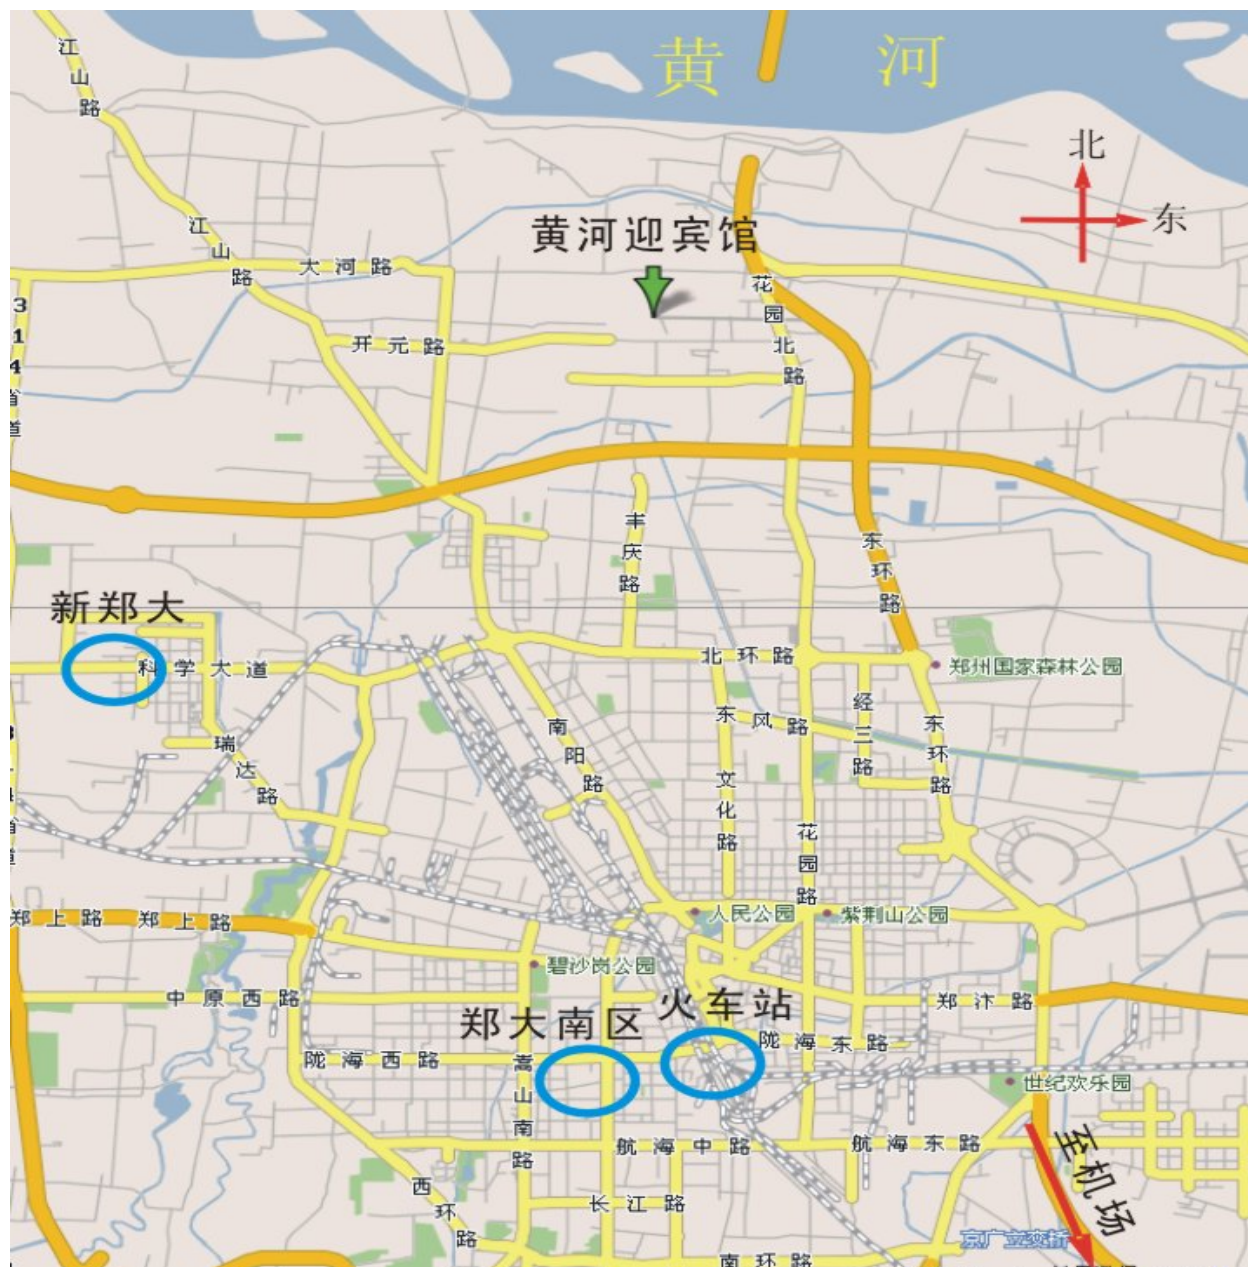 黄河
江山路
北
东
黄河迎宾馆
江山路
大河路
花园北路
314省道
开元路
丰庆路
东环路
新郑大
科学大道
北环路
郑州国家森林公园
瑞达路
南阳路
东风路
经三路
东环路
文化路
花园路
郑上路
郑上路
人民公园
紫荆山公园
碧沙岗公园
中原西路
郑汴路
郑大南区
火车站
陇海西路
陇海东路
嵩山南路
世纪欢乐园
航海中路
航海东路
至机场
西环路
长江路
京广立交桥
南环路